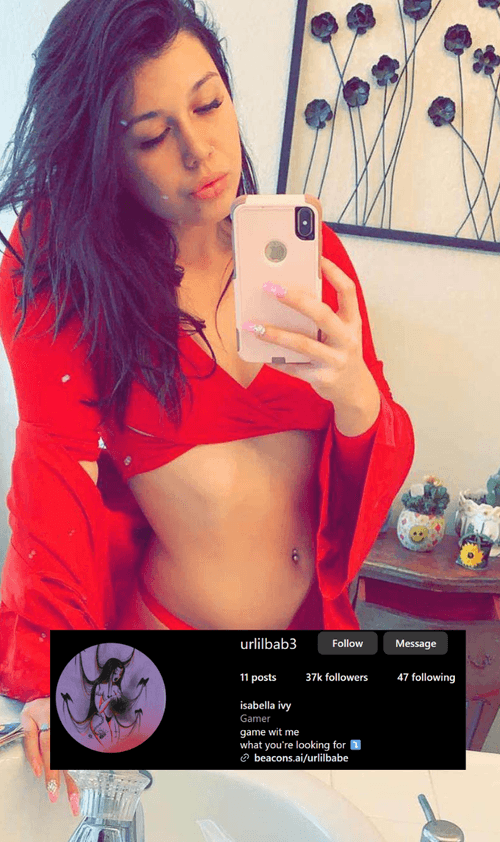 urlilbab3 Follow Message
11 posts 37k followers 47 following
isabella ivy
Gamer
game wit me
what you're looking for ⤵️
beacons.ai/urlilbabe